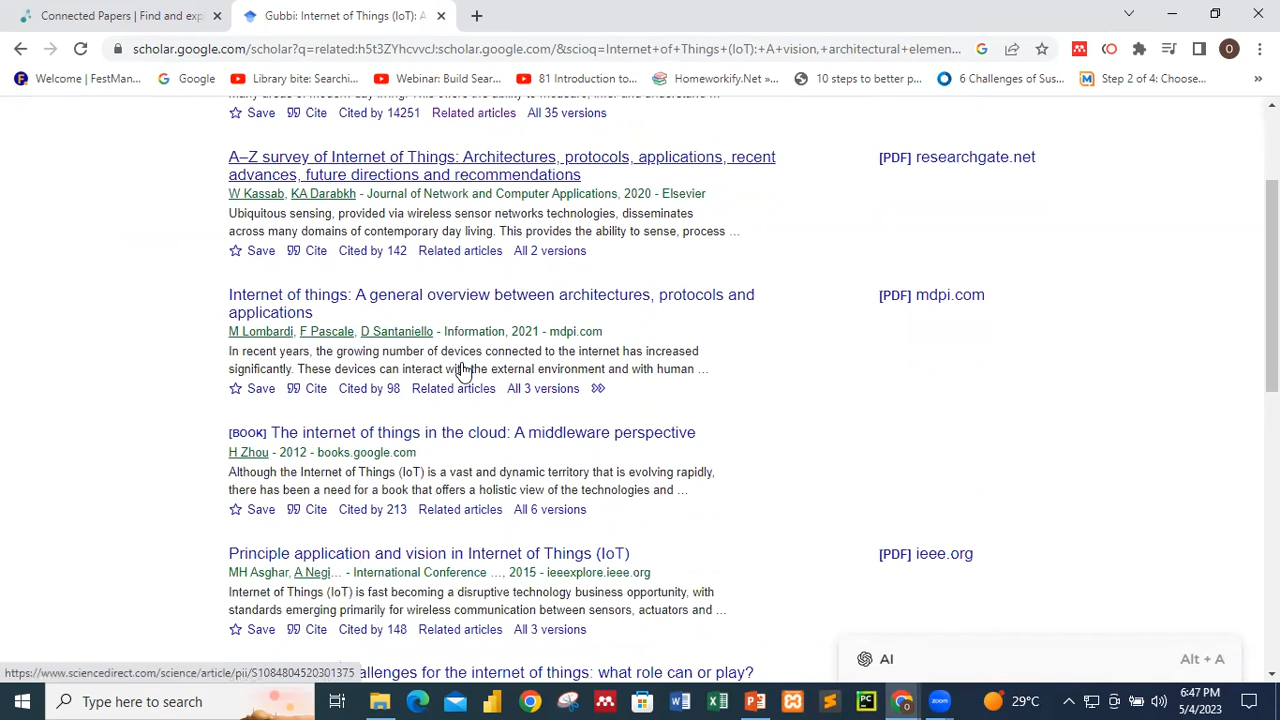 Connected Papers | Find and exp
Gubbi: Internet of Things (IoT): A
scholar.google.com/scholar?q=related:h5t3ZYhcvvcJ:scholar.google.com/&scioq=Internet+of+Things+(IoT):+A+vision,+architectural+elemen...
Welcome | FestMan... Google Library bite: Searchi... Webinar: Build Sear... 81 Introduction to... Homeworkify.Net »... 10 steps to better p... 6 Challenges of Sus... Step 2 of 4: Choose...
Save Cite Cited by 14251 Related articles All 35 versions
A–Z survey of Internet of Things: Architectures, protocols, applications, recent
advances, future directions and recommendations
[PDF] researchgate.net
W Kassab, KA Darabkh - Journal of Network and Computer Applications, 2020 - Elsevier
Ubiquitous sensing, provided via wireless sensor networks technologies, disseminates
across many domains of contemporary day living. This provides the ability to sense, process ...
Save Cite Cited by 142 Related articles All 2 versions
Internet of things: A general overview between architectures, protocols and
applications
[PDF] mdpi.com
M Lombardi, F Pascale, D Santaniello - Information, 2021 - mdpi.com
In recent years, the growing number of devices connected to the internet has increased
significantly. These devices can interact with the external environment and with human ...
Save Cite Cited by 98 Related articles All 3 versions
[BOOK] The internet of things in the cloud: A middleware perspective
H Zhou - 2012 - books.google.com
Although the Internet of Things (IoT) is a vast and dynamic territory that is evolving rapidly,
there has been a need for a book that offers a holistic view of the technologies and ...
Save Cite Cited by 213 Related articles All 6 versions
Principle application and vision in Internet of Things (IoT)
[PDF] ieee.org
MH Asghar, A Negi... - International Conference ..., 2015 - ieeexplore.ieee.org
Internet of Things (IoT) is fast becoming a disruptive technology business opportunity, with
standards emerging primarily for wireless communication between sensors, actuators and ...
Save Cite Cited by 148 Related articles All 3 versions
allenges for the internet of things: what role can or play?
AI Alt + A
https://www.sciencedirect.com/science/article/pii/S1084804520301375
Type here to search
29°C
6:47 PM
5/4/2023